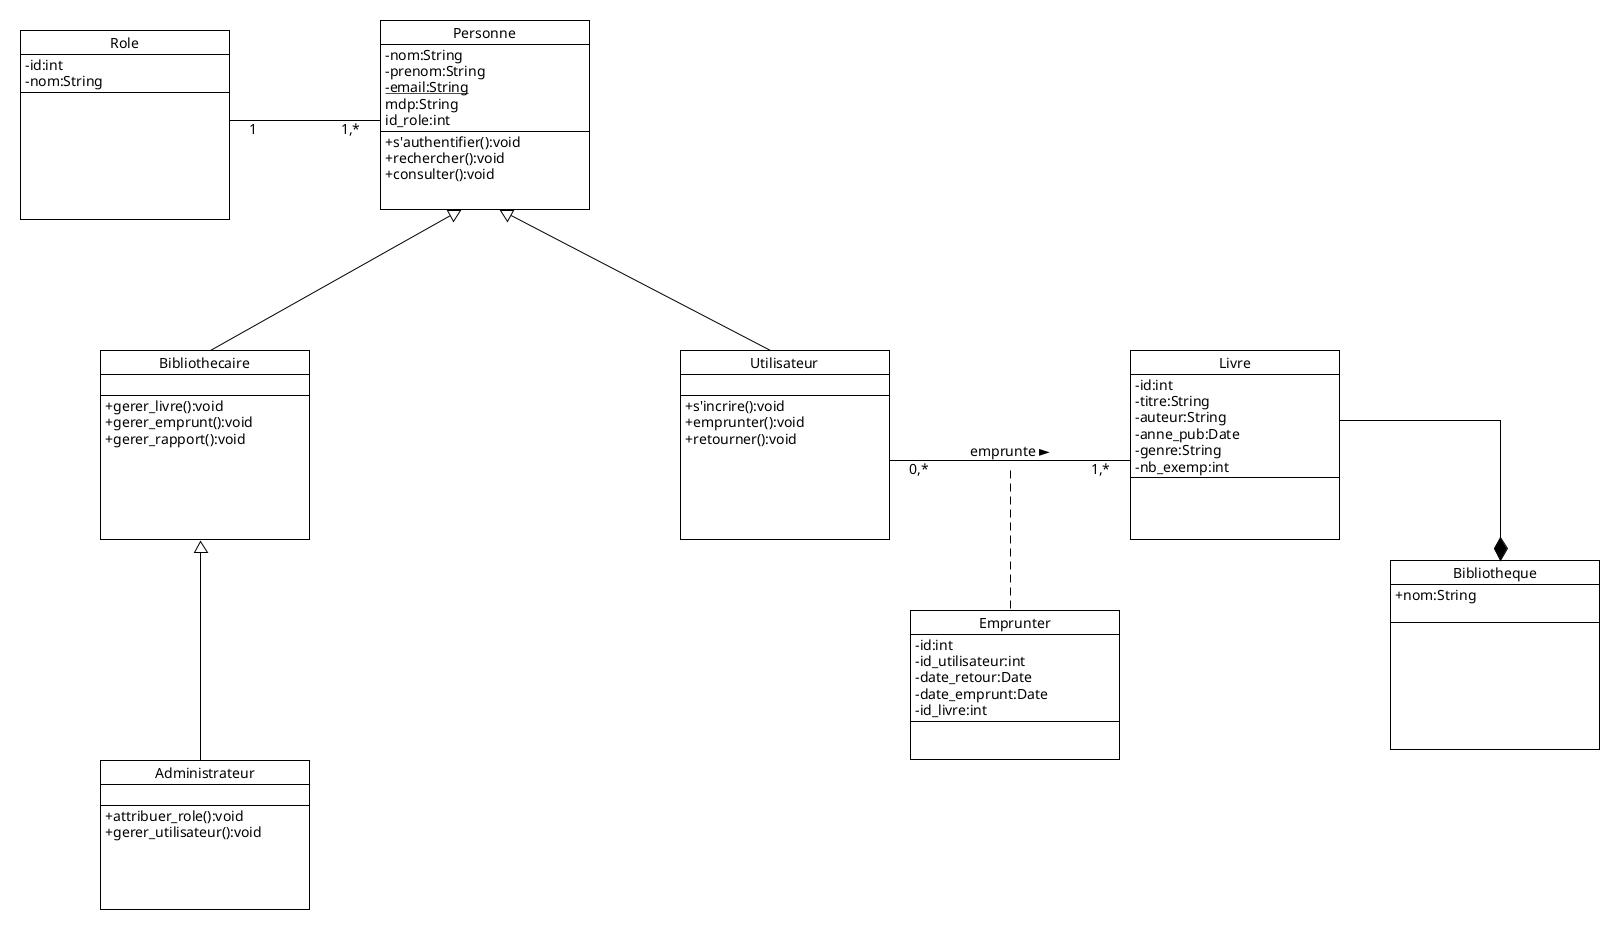 Role
-id:int
-nom:String
Personne
-nom:String
-prenom:String
-email:String
mdp:String
id_role:int
+s'authentifier():void
+rechercher():void
+consulter():void
1
1,*
Bibliothecaire
+gerer_livre():void
+gerer_emprunt():void
+gerer_rapport():void
Utilisateur
+s'incrire():void
+emprunter():void
+retourner():void
emprunte ►
0,*
1,*
Livre
-id:int
-titre:String
-auteur:String
-anne_pub:Date
-genre:String
-nb_exemp:int
Bibliotheque
+nom:String
Emprunter
-id:int
-id_utilisateur:int
-date_retour:Date
-date_emprunt:Date
-id_livre:int
Administrateur
+attribuer_role():void
+gerer_utilisateur():void